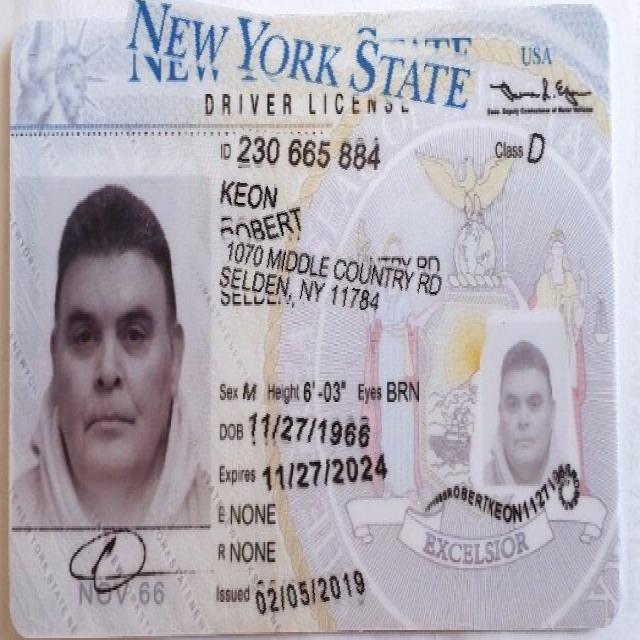 NEW YORK STATE
USA
DRIVER LICENSE
ID 230 665 884
Class D
KEON
ROBERT
1070 MIDDLE COUNTRY RD
SELDEN, NY 11784
Sex M Height 6'-03" Eyes BRN
DOB 11/27/1966
Expires 11/27/2024
E NONE
R NONE
Issued 02/05/2019
NOV 66
EXCELSIOR